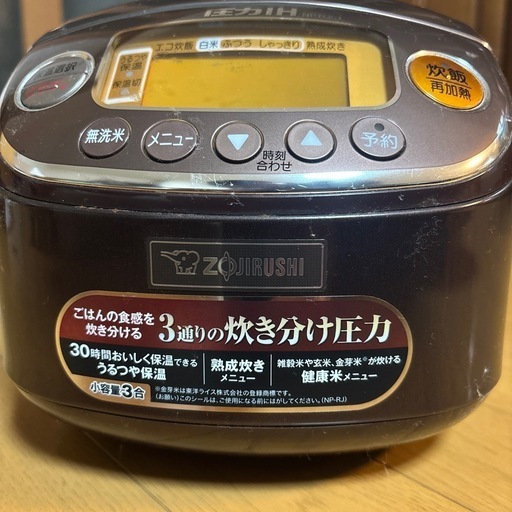 圧力IH
エコ炊飯 白米 ふつう しゃっきり 熟成炊き
うるつや
保温
保温切
選択
炊飯
再加熱
無洗米
メニュー
▼
▲
予約
時刻
合わせ
ZOJIRUSHI
ごはんの食感を
炊き分ける
3通りの炊き分け圧力
30時間おいしく保温できる
うるつや保温
熟成炊き
メニュー
雑穀米や玄米、金芽米®が炊ける
健康米メニュー
小容量3合
※金芽米は東洋ライス株式会社の登録商標です。
(お願い)このシールは、ご使用になる前にはがしてください。(NP-RJ)